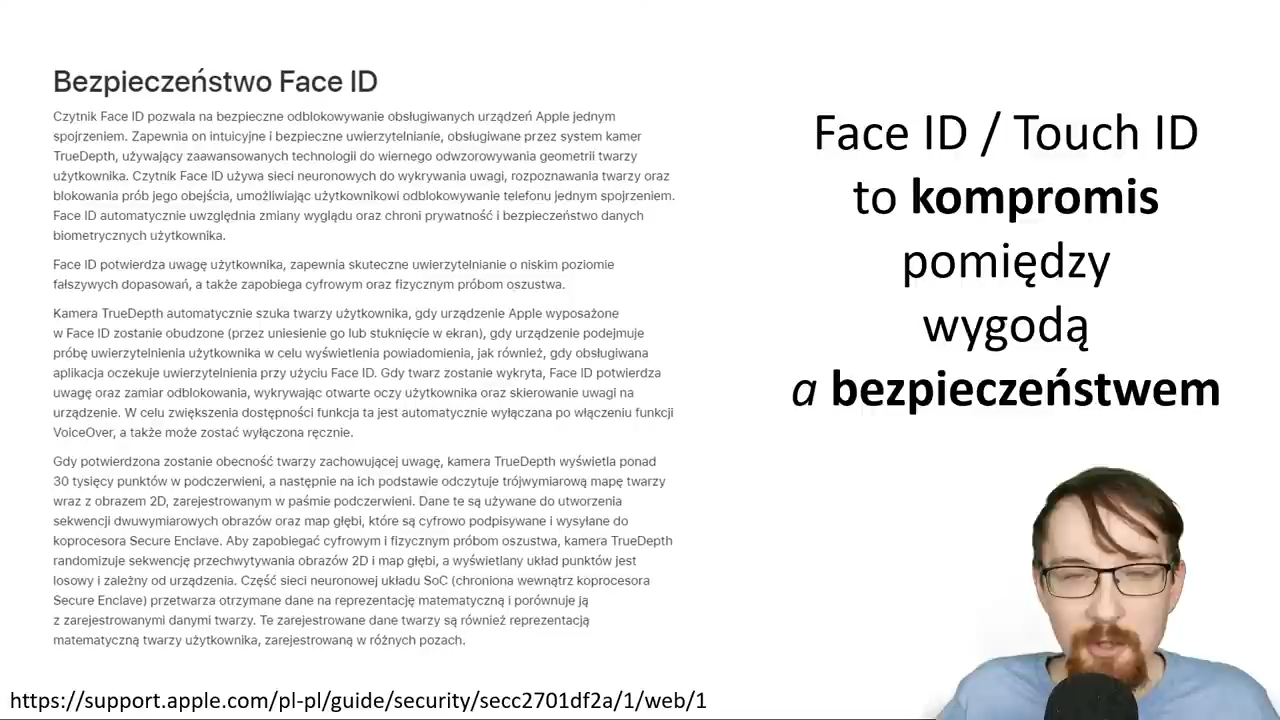 Bezpieczeństwo Face ID
Czytnik Face ID pozwala na bezpieczne odblokowywanie obsługiwanych urządzeń Apple jednym
spojrzeniem. Zapewnia on intuicyjne i bezpieczne uwierzytelnianie, obsługiwane przez system kamer
TrueDepth, używający zaawansowanych technologii do wiernego odwzorowywania geometrii twarzy
użytkownika. Czytnik Face ID używa sieci neuronowych do wykrywania uwagi, rozpoznawania twarzy oraz
blokowania prób jego obejścia, umożliwiając użytkownikowi odblokowywanie telefonu jednym spojrzeniem.
Face ID automatycznie uwzględnia zmiany wyglądu oraz chroni prywatność i bezpieczeństwo danych
biometrycznych użytkownika.
Face ID potwierdza uwagę użytkownika, zapewnia skuteczne uwierzytelnianie o niskim poziomie
fałszywych dopasowań, a także zapobiega cyfrowym oraz fizycznym próbom oszustwa.
Kamera TrueDepth automatycznie szuka twarzy użytkownika, gdy urządzenie Apple wyposażone
w Face ID zostanie obudzone (przez uniesienie go lub stuknięcie w ekran), gdy urządzenie podejmuje
próbę uwierzytelnienia użytkownika w celu wyświetlenia powiadomienia, jak również, gdy obsługiwana
aplikacja oczekuje uwierzytelnienia przy użyciu Face ID. Gdy twarz zostanie wykryta, Face ID potwierdza
uwagę oraz zamiar odblokowania, wykrywając otwarte oczy użytkownika oraz skierowanie uwagi na
urządzenie. W celu zwiększenia dostępności funkcja ta jest automatycznie wyłączana po włączeniu funkcji
VoiceOver, a także może zostać wyłączona ręcznie.
Gdy potwierdzona zostanie obecność twarzy zachowującej uwagę, kamera TrueDepth wyświetla ponad
30 tysięcy punktów w podczerwieni, a następnie na ich podstawie odczytuje trójwymiarową mapę twarzy
wraz z obrazem 2D, zarejestrowanym w paśmie podczerwieni. Dane te są używane do utworzenia
sekwencji dwuwymiarowych obrazów oraz map głębi, które są cyfrowo podpisywane i wysyłane do
koprocesora Secure Enclave. Aby zapobiegać cyfrowym i fizycznym próbom oszustwa, kamera TrueDepth
randomizuje sekwencję przechwytywania obrazów 2D i map głębi, a wyświetlany układ punktów jest
losowy i zależny od urządzenia. Część sieci neuronowej układu SoC (chroniona wewnątrz koprocesora
Secure Enclave) przetwarza otrzymane dane na reprezentację matematyczną i porównuje ją
z zarejestrowanymi danymi twarzy. Te zarejestrowane dane twarzy są również reprezentacją
matematyczną twarzy użytkownika, zarejestrowaną w różnych pozach.
https://support.apple.com/pl-pl/guide/security/secc2701df2a/1/web/1
Face ID / Touch ID
to kompromis
pomiędzy
wygodą
a bezpieczeństwem